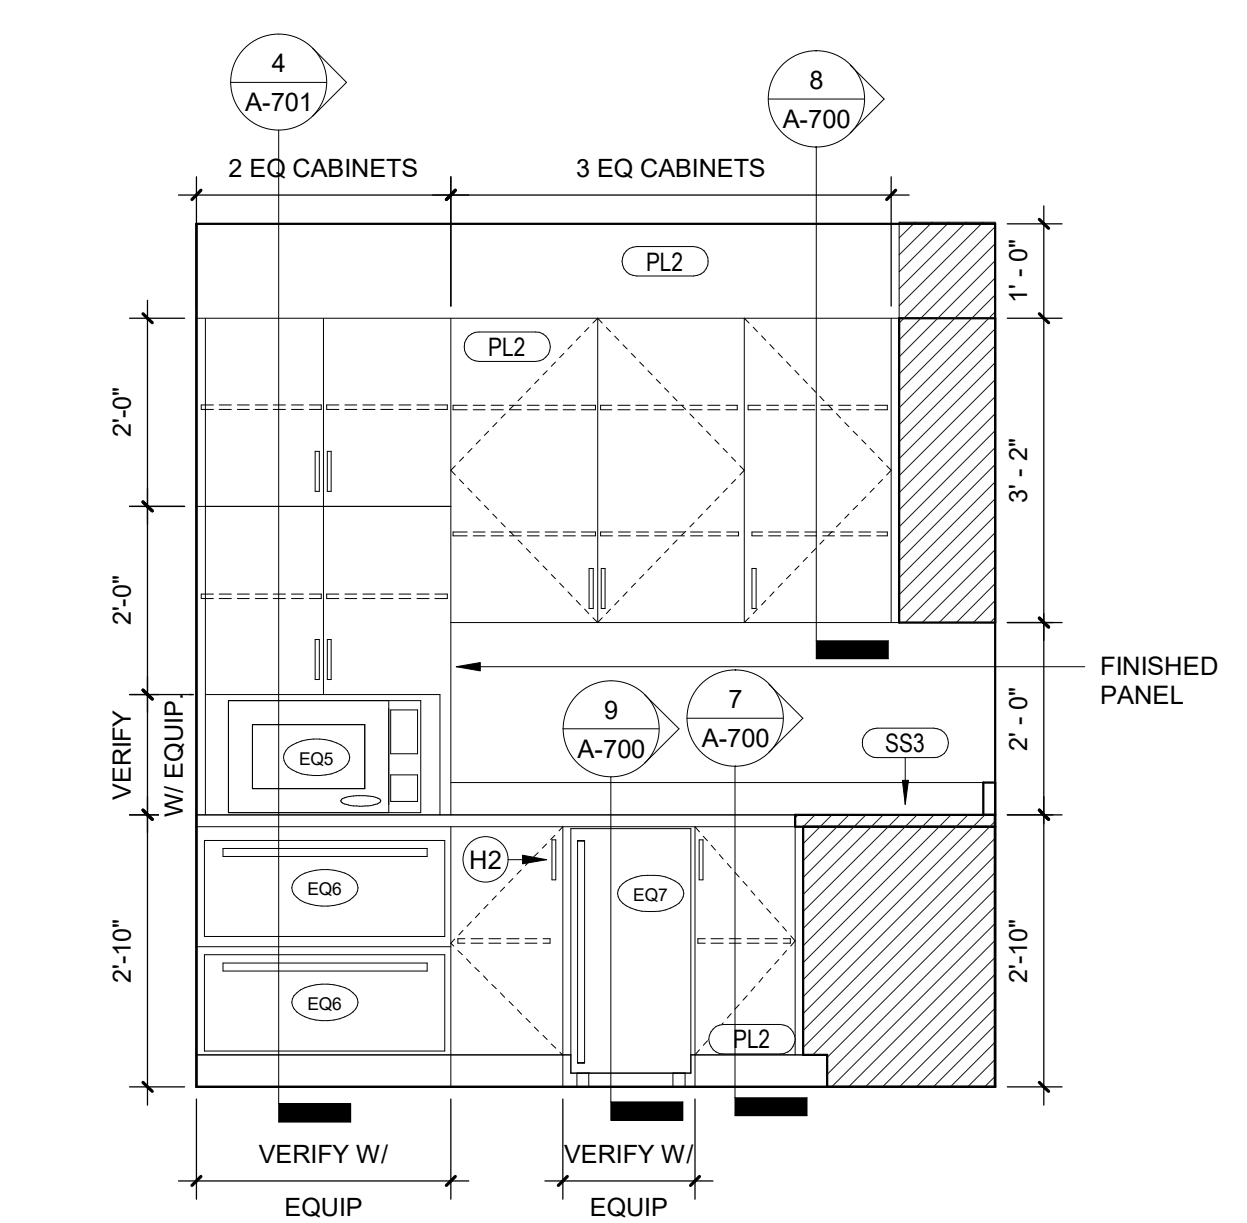 4
A-701
8
A-700
2 EQ CABINETS
3 EQ CABINETS
PL2
1' - 0"
PL2
2'-0"
3' - 2"
2'-0"
FINISHED
PANEL
VERIFY
W/ EQUIP.
9
A-700
7
A-700
SS3
2' - 0"
EQ5
H2
EQ6
EQ7
2'-10"
2'-10"
EQ6
PL2
VERIFY W/
EQUIP
VERIFY W/
EQUIP